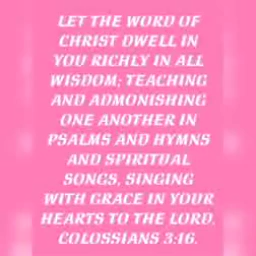 LET THE WORD OF
CHRIST DWELL IN
YOU RICHLY IN ALL
WISDOM; TEACHING
AND ADMONISHING
ONE ANOTHER IN
PSALMS AND HYMNS
AND SPIRITUAL
SONGS, SINGING
WITH GRACE IN YOUR
HEARTS TO THE LORD.
COLOSSIANS 3:16.